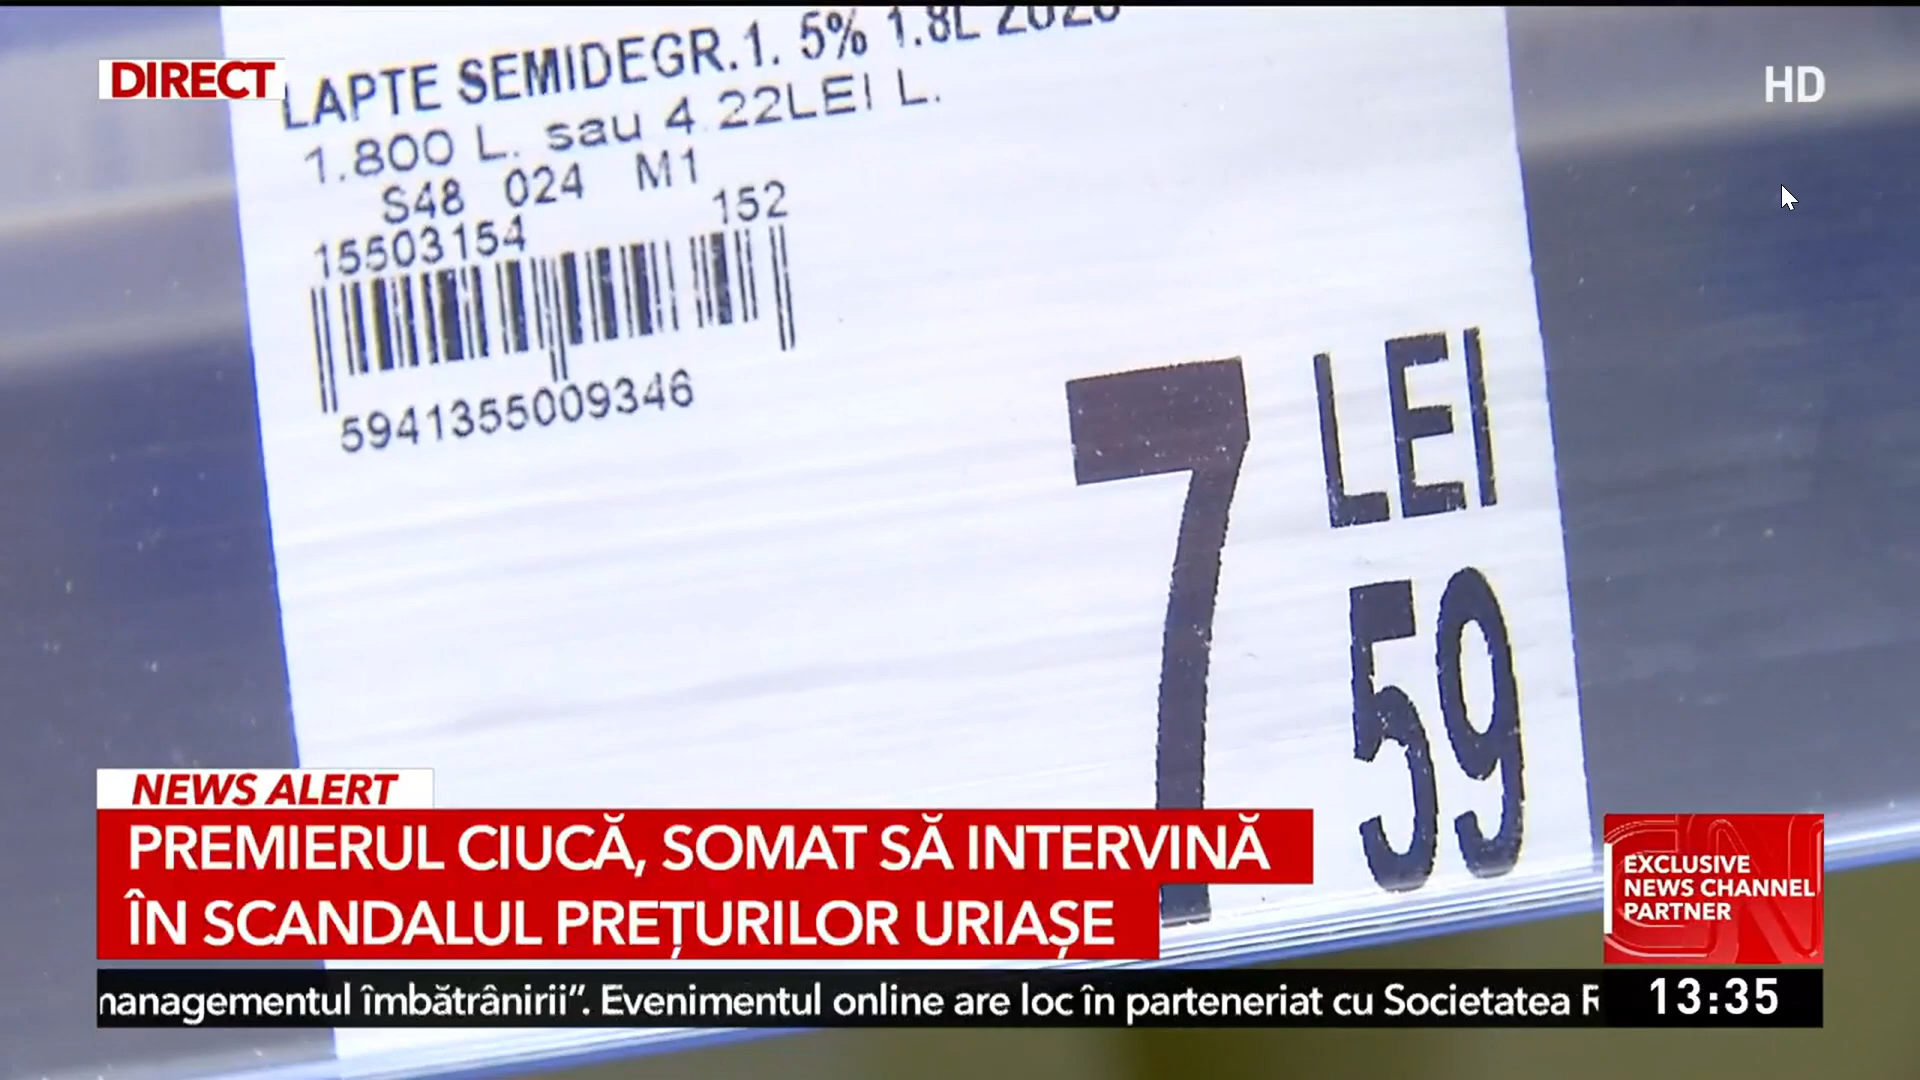 DIRECT
HD
LAPTE SEMIDEGR.1. 5% 1.8L
1.800 L. sau 4.22LEI L.
S48 024 M1
15503154 152
5941355009346
7 LEI
59
NEWS ALERT
PREMIERUL CIUCĂ, SOMAT SĂ INTERVINĂ
ÎN SCANDALUL PREȚURILOR URIAȘE
EXCLUSIVE
NEWS CHANNEL
PARTNER
managementul îmbătrânirii”. Evenimentul online are loc în parteneriat cu Societatea R
13:35